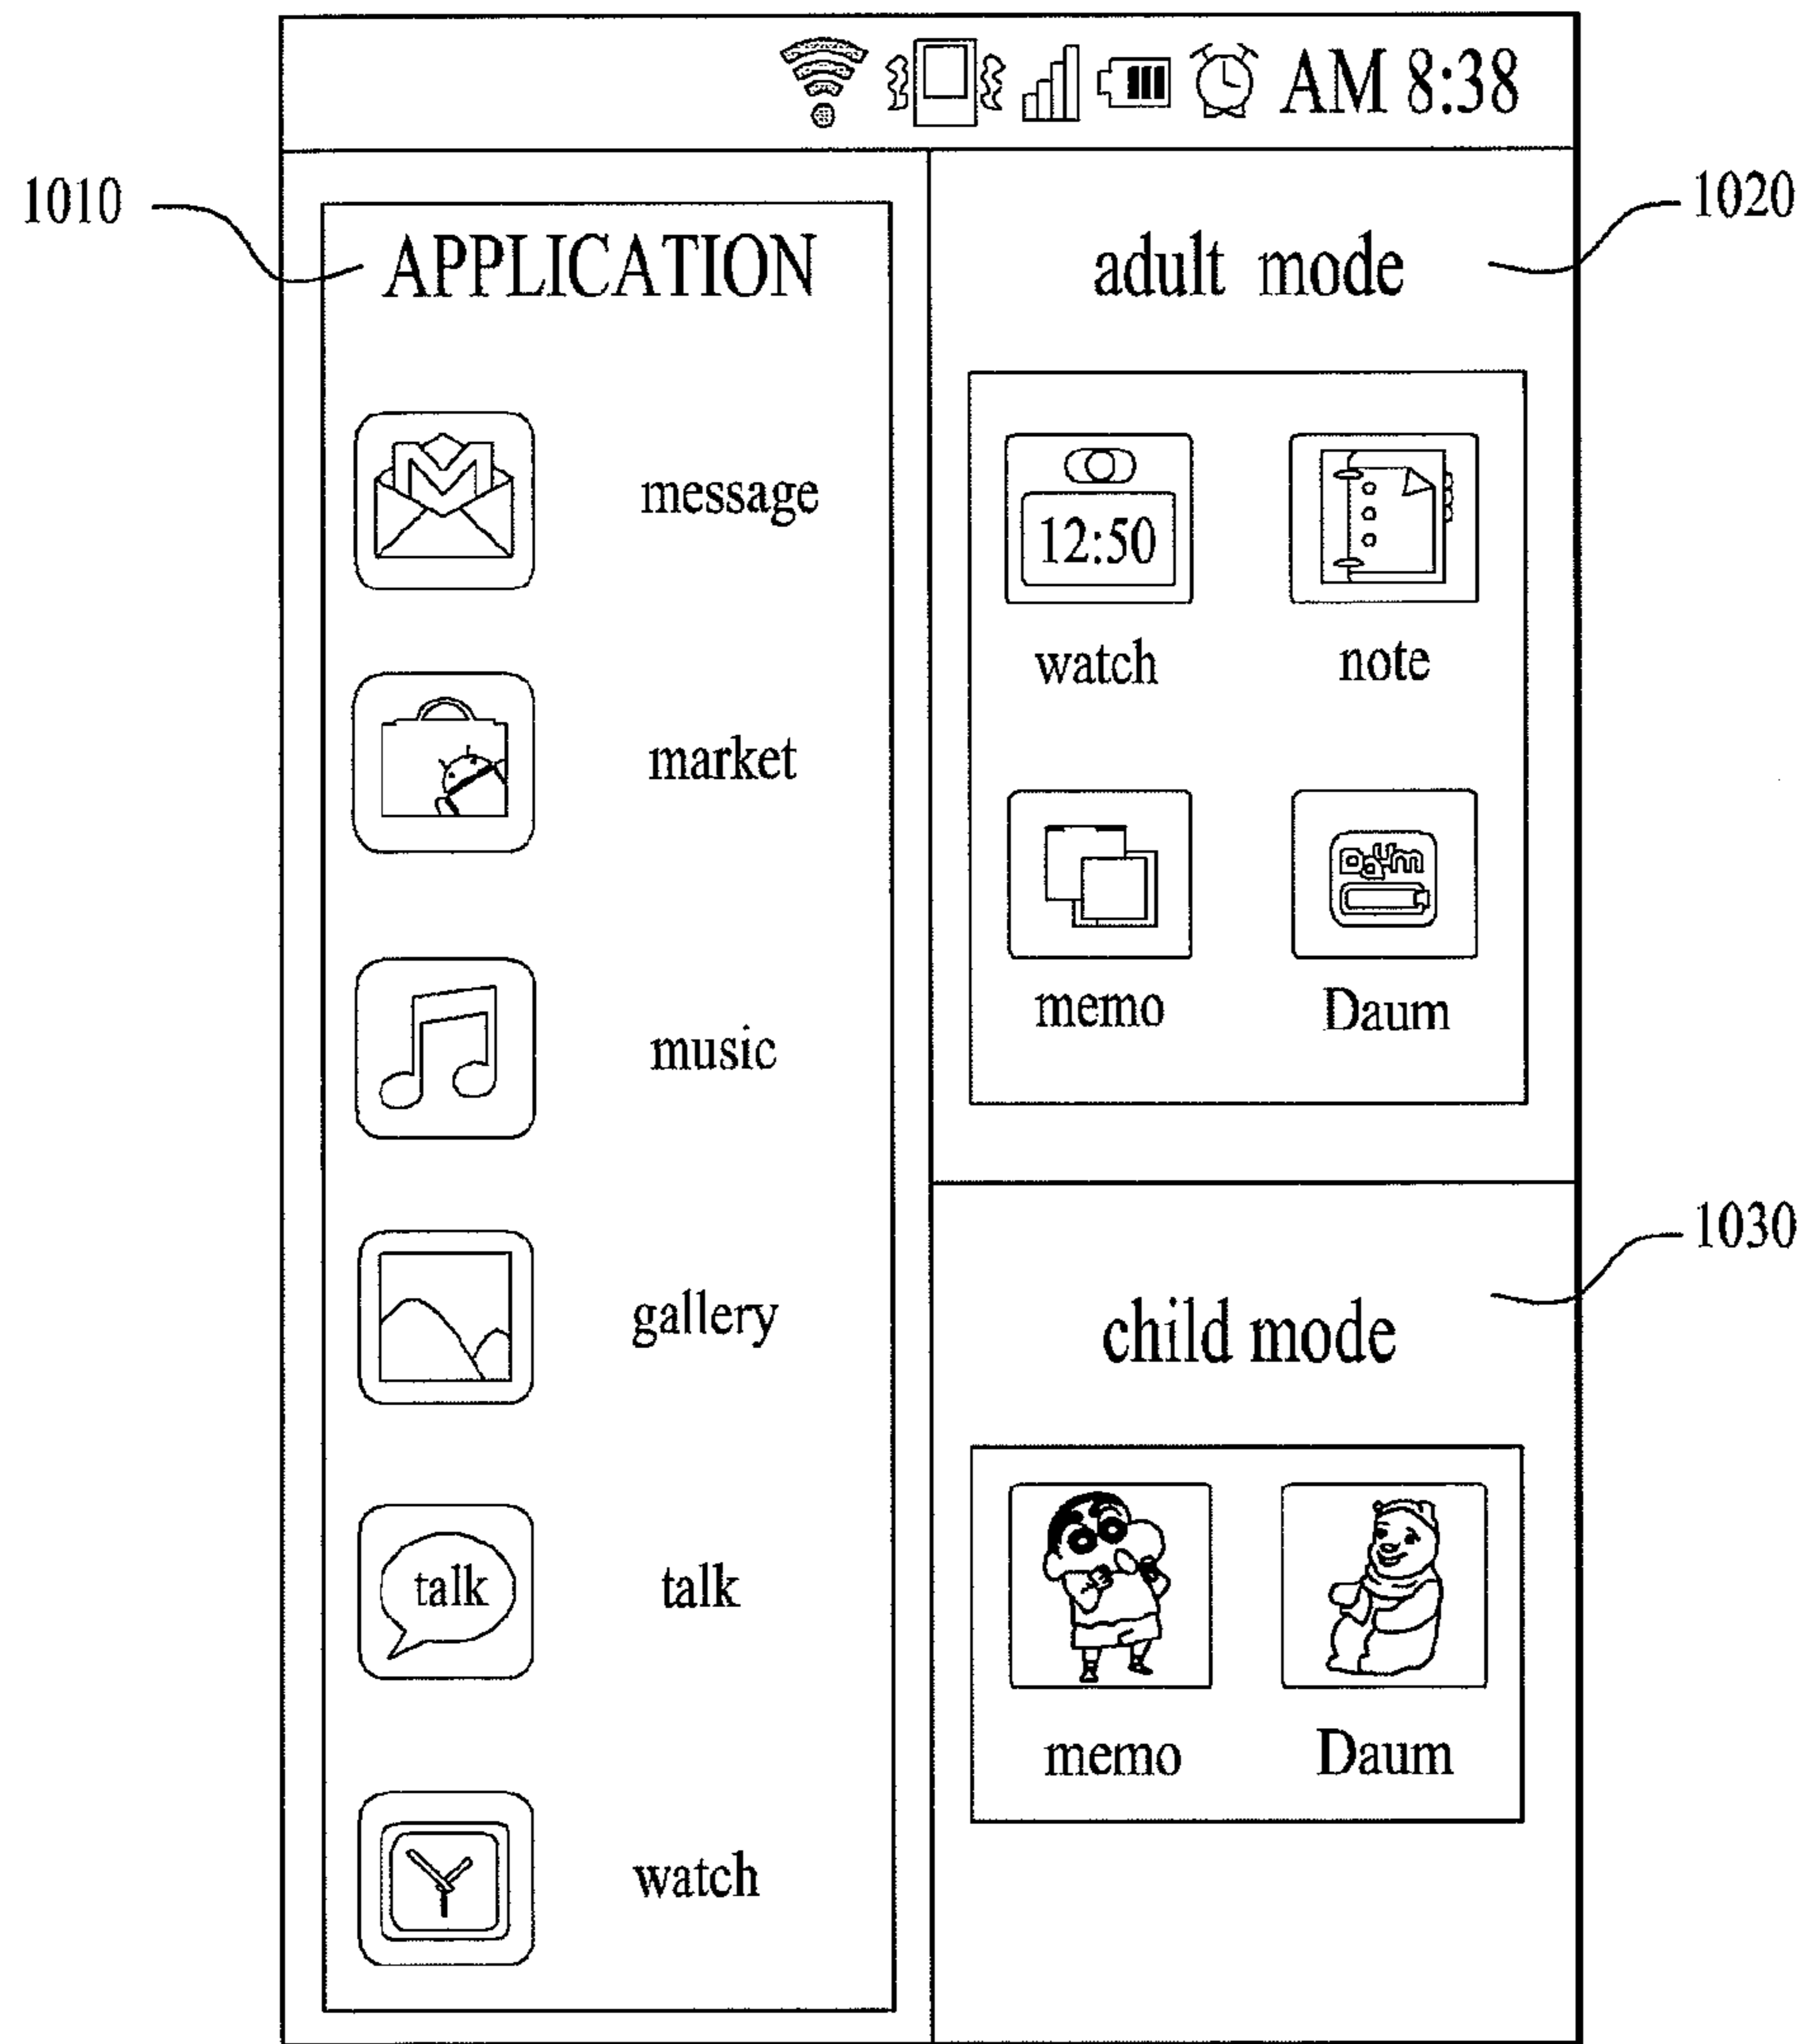 AM 8:38
1010
APPLICATION
message
market
music
gallery
talk
talk
watch
1020
adult mode
12:50
watch
note
memo
Daum
Daum
1030
child mode
memo
Daum